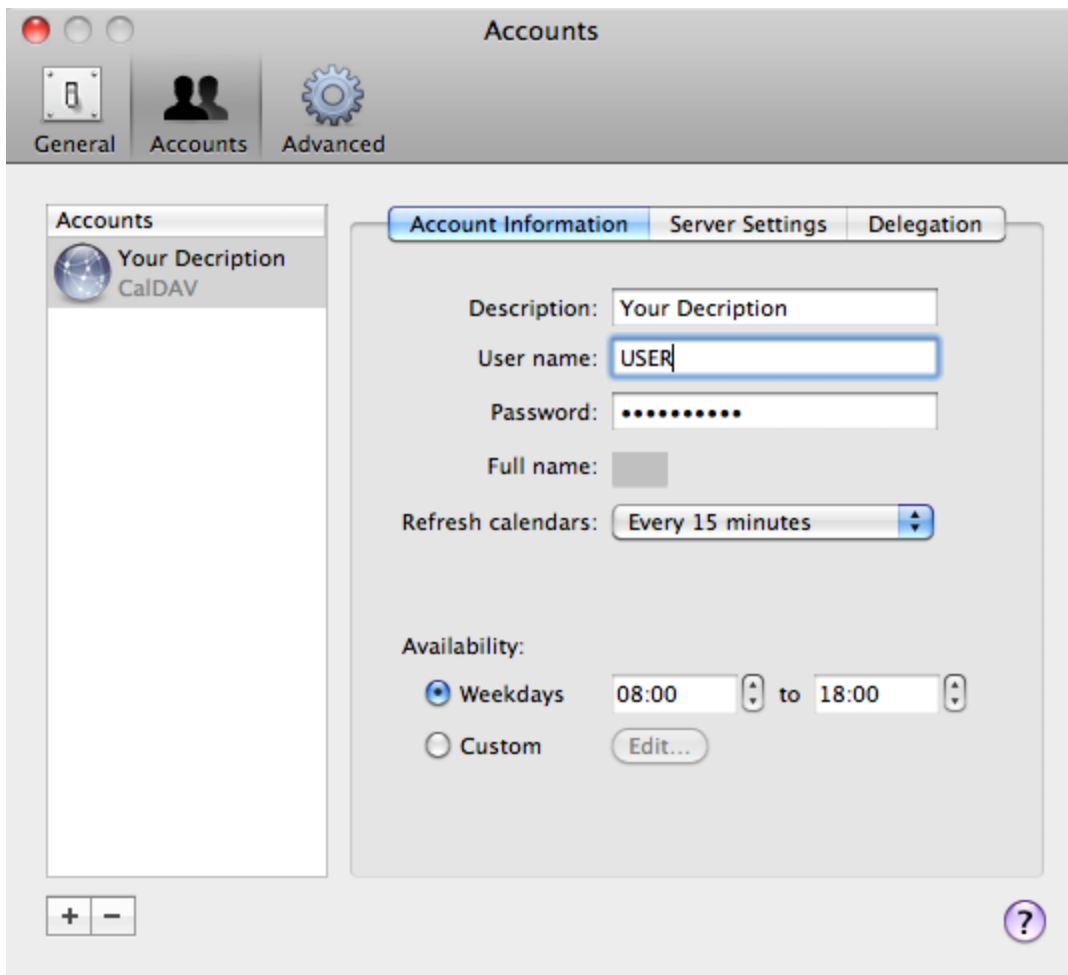 Accounts
General Accounts Advanced
Accounts
Your Decription
CalDAV
Account Information Server Settings Delegation
Description: Your Decription
User name: USER
Password: ••••••••••
Full name:
Refresh calendars: Every 15 minutes
Availability:
Weekdays 08:00 to 18:00
Custom Edit...
+ − ?